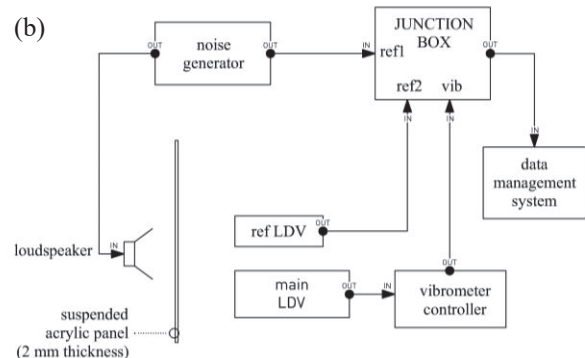 (b)
OUT
noise
generator
OUT
IN
ref1
JUNCTION
BOX
OUT
ref2
vib
IN
IN
IN
data
management
system
loudspeaker
IN
ref LDV
OUT
main
LDV
OUT
IN
OUT
vibrometer
controller
suspended
acrylic panel
(2 mm thickness)